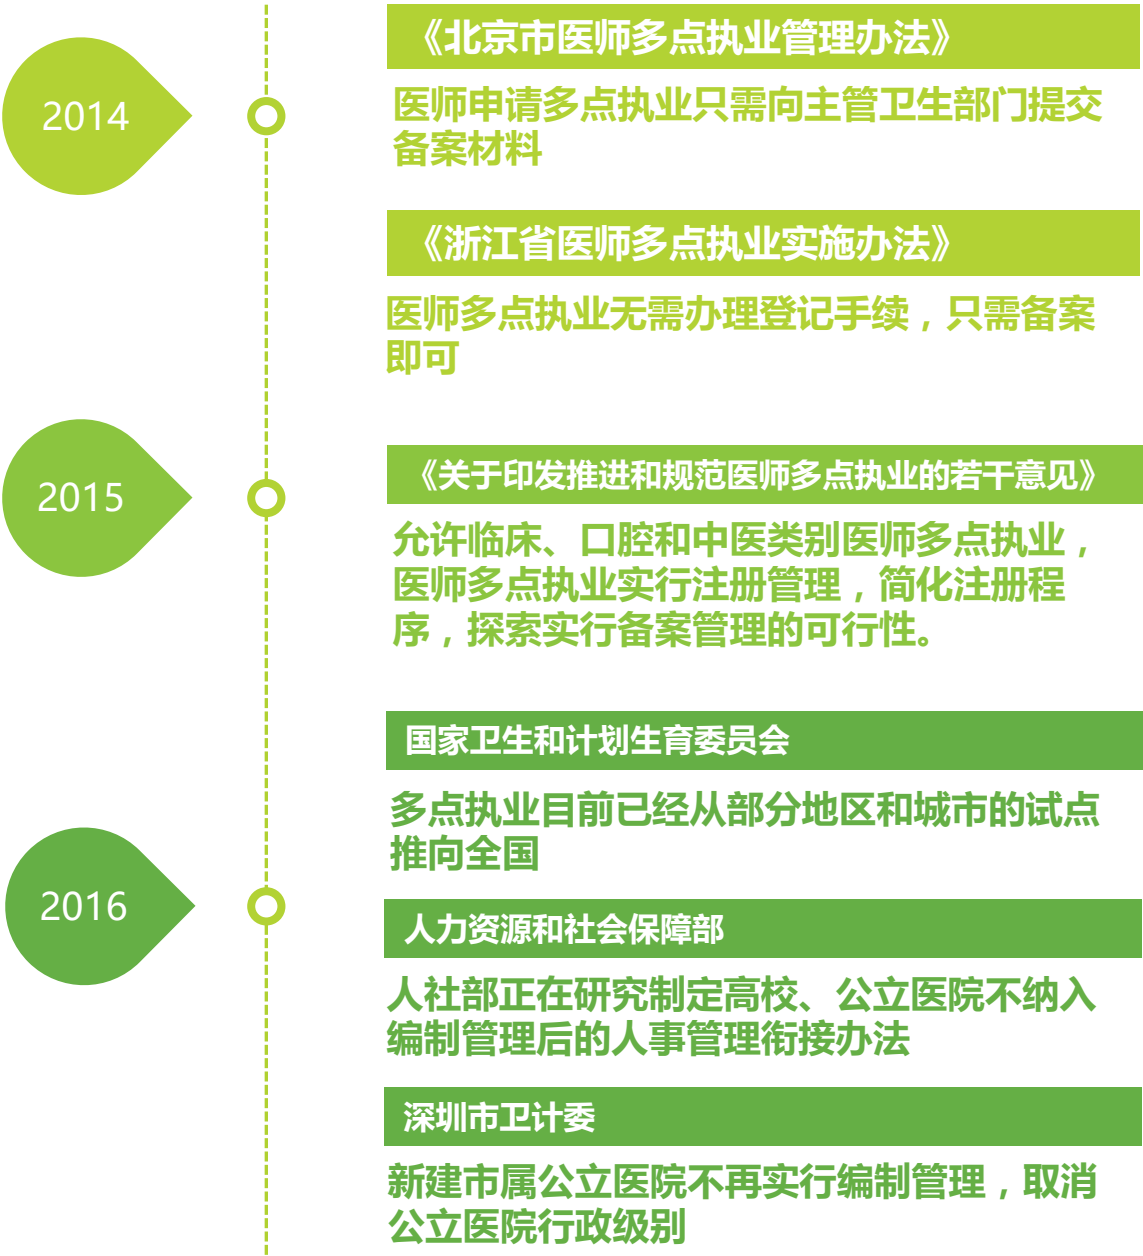 2014
《北京市医师多点执业管理办法》
医师申请多点执业只需向主管卫生部门提交
备案材料
《浙江省医师多点执业实施办法》
医师多点执业无需办理登记手续，只需备案
即可
2015
《关于印发推进和规范医师多点执业的若干意见》
允许临床、口腔和中医类别医师多点执业，
医师多点执业实行注册管理，简化注册程
序，探索实行备案管理的可行性。
2016
国家卫生和计划生育委员会
多点执业目前已经从部分地区和城市的试点
推向全国
人力资源和社会保障部
人社部正在研究制定高校、公立医院不纳入
编制管理后的人事管理衔接办法
深圳市卫计委
新建市属公立医院不再实行编制管理，取消
公立医院行政级别